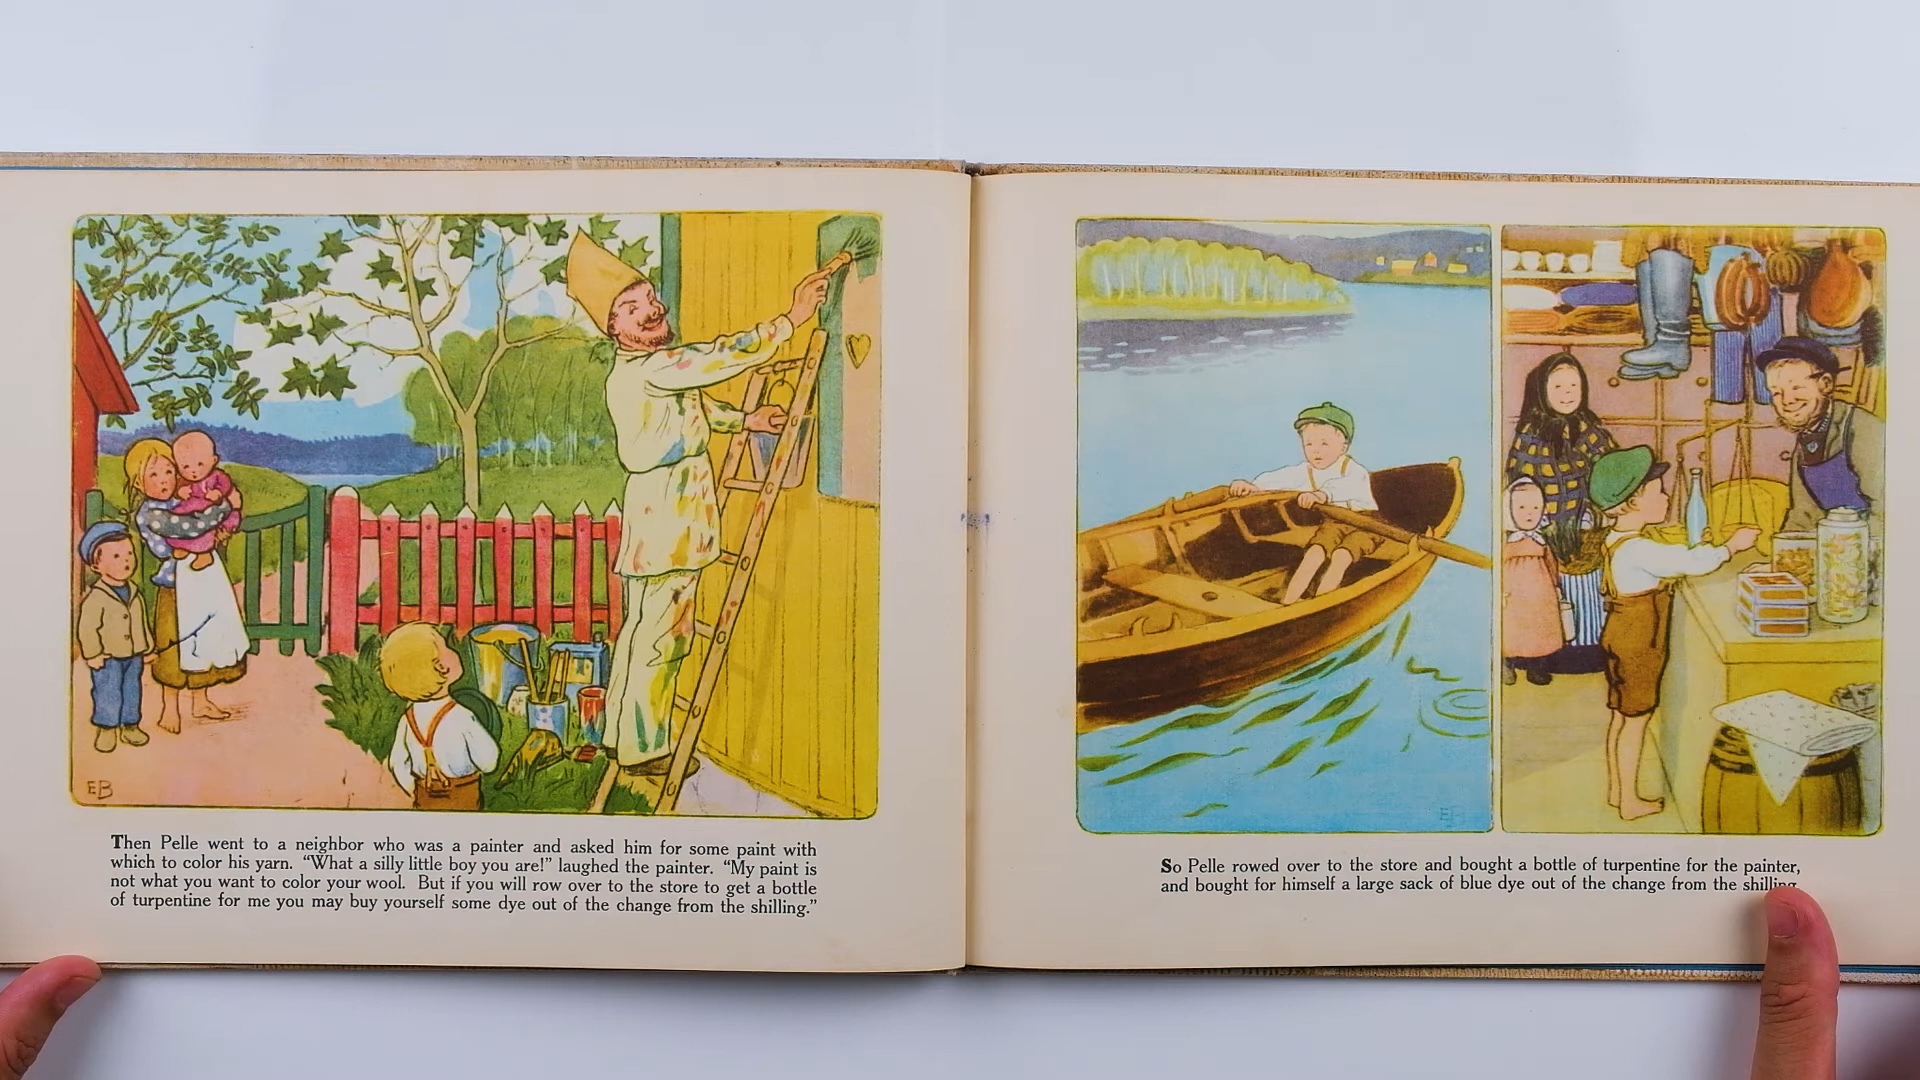 EB
Then Pelle went to a neighbor who was a painter and asked him for some paint with
which to color his yarn. “What a silly little boy you are!” laughed the painter. “My paint is
not what you want to color your wool. But if you will row over to the store to get a bottle
of turpentine for me you may buy yourself some dye out of the change from the shilling.”
EB
So Pelle rowed over to the store and bought a bottle of turpentine for the painter,
and bought for himself a large sack of blue dye out of the change from the shilling